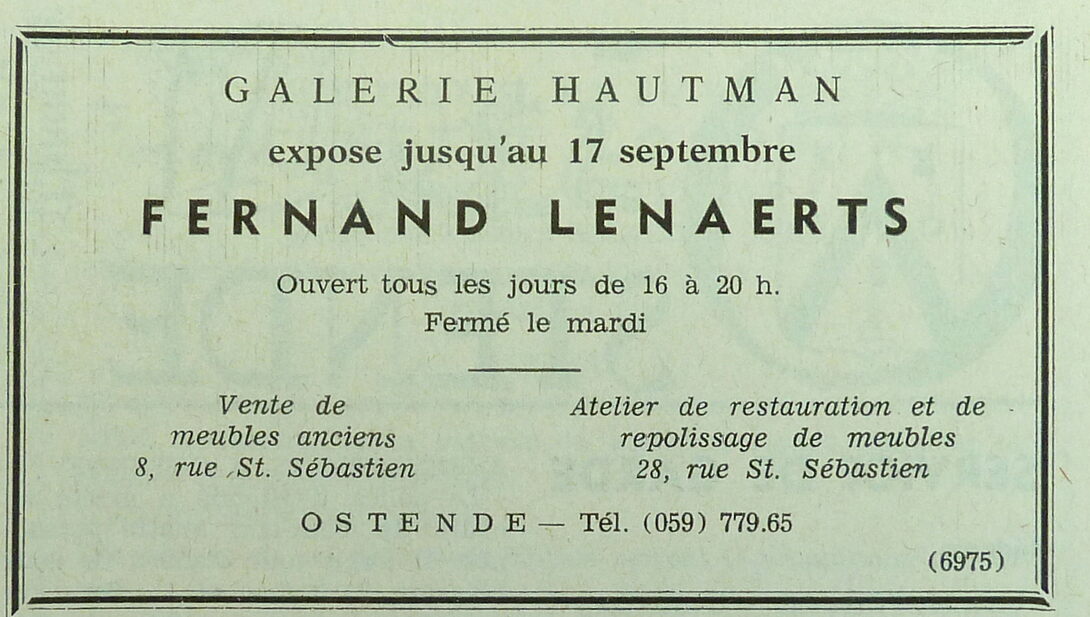 GALERIE HAUTMAN
expose jusqu'au 17 septembre
FERNAND LENAERTS
Ouvert tous les jours de 16 à 20 h.
Fermé le mardi
Vente de
meubles anciens
8, rue St. Sébastien
Atelier de restauration et de
repolissage de meubles
28, rue St. Sébastien
OSTENDE — Tél. (059) 779.65
(6975)